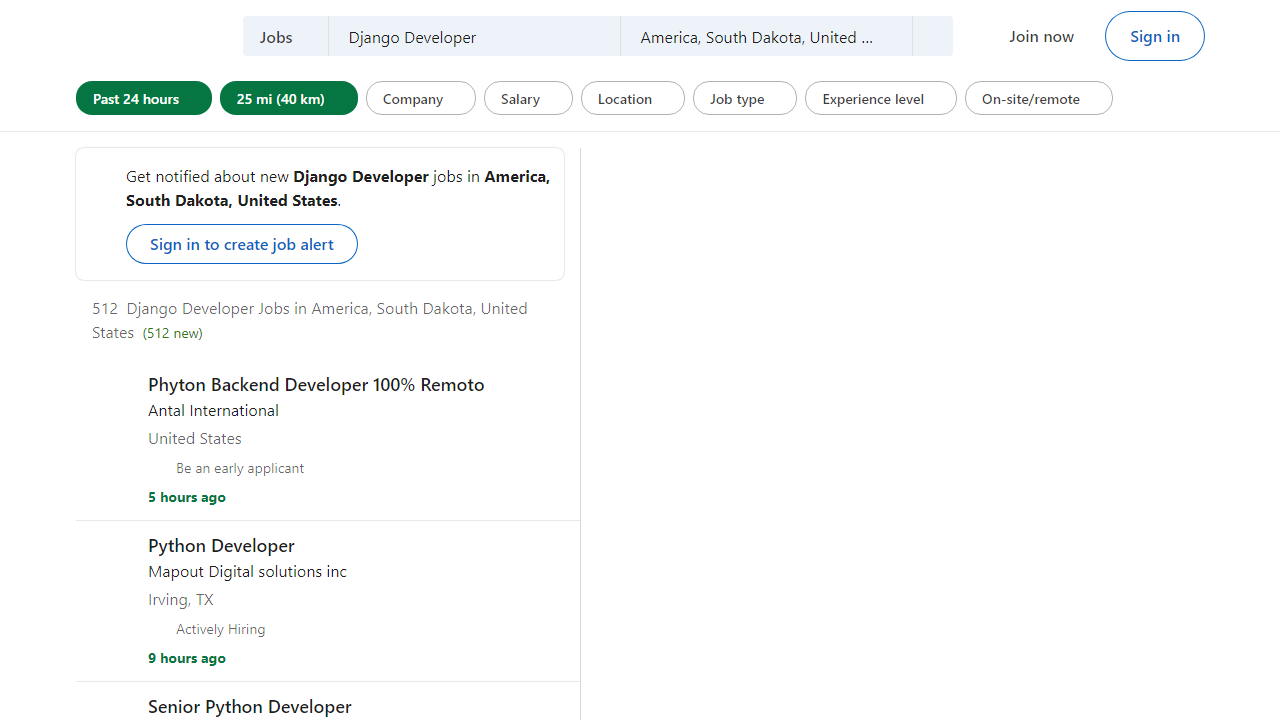 Jobs
Django Developer
America, South Dakota, United ...
Join now
Sign in
Past 24 hours
25 mi (40 km)
Company
Salary
Location
Job type
Experience level
On-site/remote
Get notified about new Django Developer jobs in America,
South Dakota, United States.
Sign in to create job alert
512 Django Developer Jobs in America, South Dakota, United
States (512 new)
Phyton Backend Developer 100% Remoto
Antal International
United States
Be an early applicant
5 hours ago
Python Developer
Mapout Digital solutions inc
Irving, TX
Actively Hiring
9 hours ago
Senior Python Developer